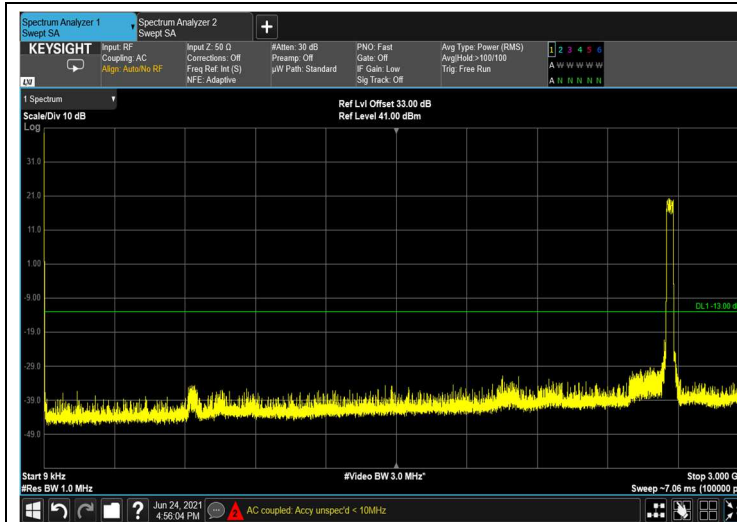 Spectrum Analyzer 1
Swept SA
Spectrum Analyzer 2
Swept SA
+
KEYSIGHT
LXI
Input: RF
Coupling: AC
Align: Auto/No RF
Input Z: 50 Ω
Corrections: Off
Freq Ref: Int (S)
NFE: Adaptive
#Atten: 30 dB
Preamp: Off
µW Path: Standard
PNO: Fast
Gate: Off
IF Gain: Low
Sig Track: Off
Avg Type: Power (RMS)
Avg|Hold:>100/100
Trig: Free Run
1 2 3 4 5 6
A W W W W W
A N N N N N
1 Spectrum
Scale/Div 10 dB
Log
Ref Lvl Offset 33.00 dB
Ref Level 41.00 dBm
31.0
21.0
11.0
1.00
-9.00
DL1 -13.00 d
-19.0
-29.0
-39.0
-49.0
Start 9 kHz
#Res BW 1.0 MHz
#Video BW 3.0 MHz*
Stop 3.000 G
Sweep ~7.06 ms (100000 p
?
Jun 24, 2021
4:56:04 PM
AC coupled: Accy unspec'd < 10MHz